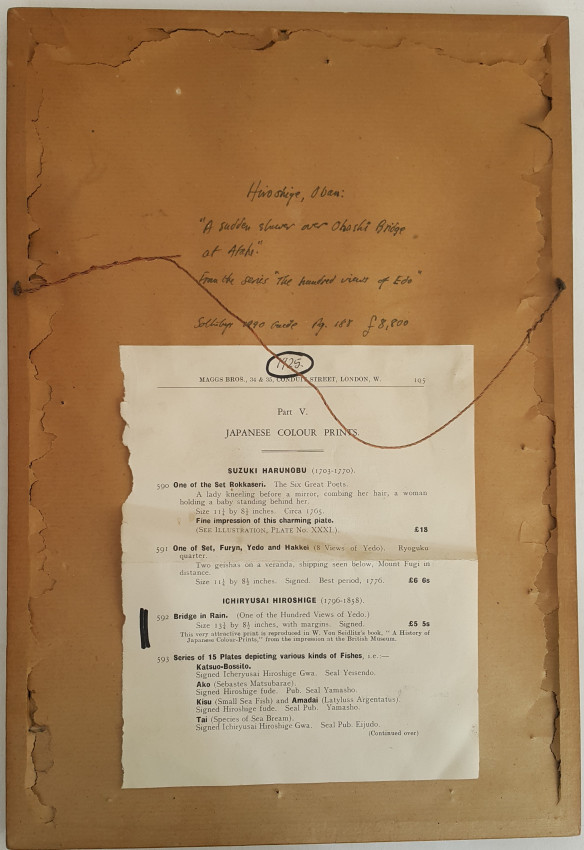 Hiroshige, Oban:
"A sudden shower over Ohashi Bridge
at Atake."
From the series "The hundred views of Edo"
1890 Guide Pg. 188 £8,800
1925.
MAGGS BROS., 34 & 35, CONDUIT STREET, LONDON, W. 195
Part V.
JAPANESE COLOUR PRINTS.
SUZUKI HARUNOBU (1703-1770).
590 One of the Set Rokkaseri. The Six Great Poets.
A lady kneeling before a mirror, combing her hair, a woman
holding a baby standing behind her.
Size 11¼ by 8½ inches. Circa 1765.
Fine impression of this charming plate.
(SEE ILLUSTRATION, PLATE NO. XXXI.). £18
591 One of Set, Furyn, Yedo and Hakkei (8 Views of Yedo). Ryoguku
quarter.
Two geishas on a veranda, shipping seen below, Mount Fugi in
distance.
Size 11½ by 8½ inches. Signed. Best period, 1776. £6 6s
ICHIRYUSAI HIROSHIGE (1796-1858).
592 Bridge in Rain. (One of the Hundred Views of Yedo.)
Size 13¼ by 8½ inches, with margins. Signed. £5 5s
This very attractive print is reproduced in W. Von Seidlitz's book, "A History of
Japanese Colour-Prints," from the impression at the British Museum.
593 Series of 15 Plates depicting various kinds of Fishes, i.e.:—
Katsuo-Bossito.
Signed Icheryusai Hiroshige Gwa. Seal Yesiendo.
Ako (Sebastes Matsubarae).
Signed Hiroshige fude. Pub. Seal Yamasho.
Kisu (Small Sea Fish) and Amadai (Latyluss Argentatus).
Signed Hiroshige fude. Seal Pub. Yamasho.
Tai (Species of Sea Bream).
Signed Ichiryusai Hiroshige Gwa. Seal Pub. Eijudo.
(Continued over)